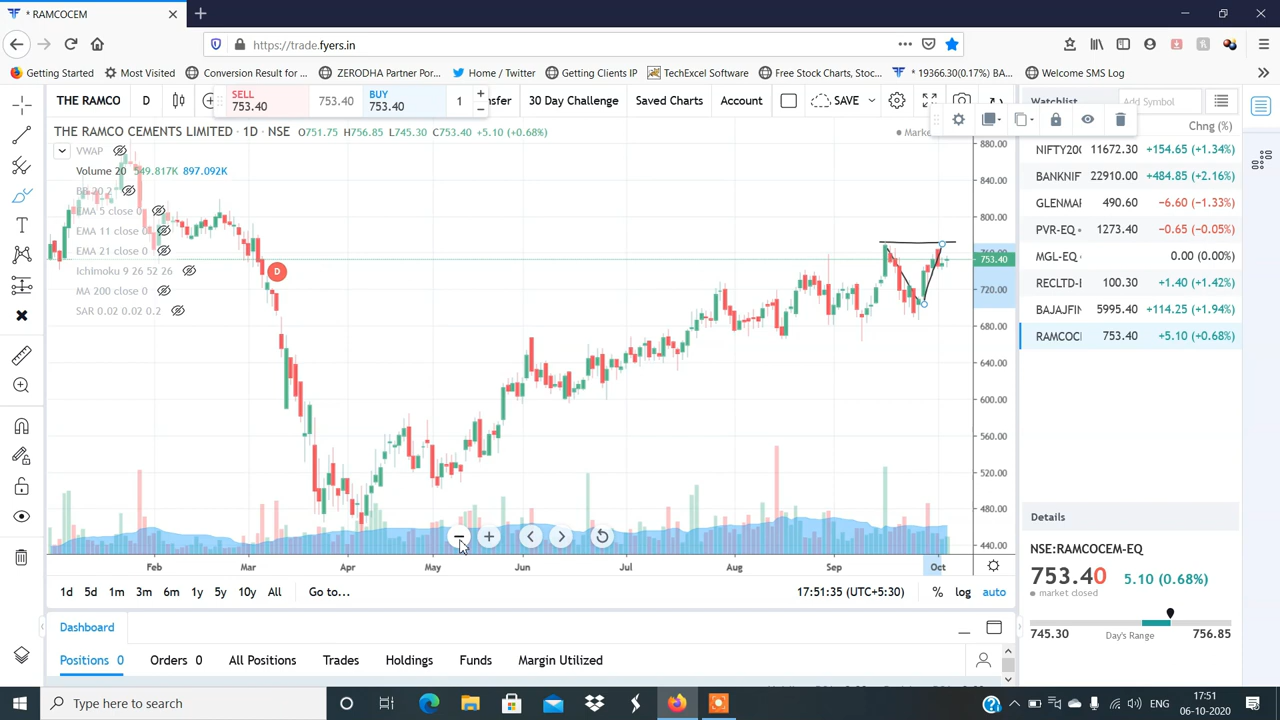 * RAMCOCEM
https://trade.fyers.in
Getting Started
Most Visited
Conversion Result for ...
ZERODHA Partner Por...
Home / Twitter
Getting Clients IP
TechExcel Software
Free Stock Charts, Stoc...
* 19366.30(0.17%) BA...
Welcome SMS Log
THE RAMCO
D
SELL
753.40
753.40
BUY
753.40
1
nsfer
30 Day Challenge
Saved Charts
Account
SAVE
Watchlist
Add Symbol
THE RAMCO CEMENTS LIMITED • 1D • NSE O751.75 H756.85 L745.30 C753.40 +5.10 (+0.68%)
Chng (%)
VWAP
Volume 20 549.817K 897.092K
BB 20 2
EMA 5 close 0
EMA 11 close 0
EMA 21 close 0
Ichimoku 9 26 52 26
MA 200 close 0
SAR 0.02 0.02 0.2
D
880.00
840.00
800.00
753.40
720.00
680.00
640.00
600.00
560.00
520.00
480.00
440.00
NIFTY200 11672.30 +154.65 (+1.34%)
BANKNIF 22910.00 +484.85 (+2.16%)
GLENMAR 490.60 −6.60 (−1.33%)
PVR-EQ 1273.40 −0.65 (−0.05%)
MGL-EQ 0.00 (0.00%)
RECLTD-E 100.30 +1.40 (+1.42%)
BAJAJFIN 5995.40 +114.25 (+1.94%)
RAMCOC 753.40 +5.10 (+0.68%)
Feb Mar Apr May Jun Jul Aug Sep Oct
1d 5d 1m 3m 6m 1y 5y 10y All Go to...
17:51:35 (UTC+5:30) % log auto
Details
NSE:RAMCOCEM-EQ
753.40 5.10 (0.68%)
market closed
745.30 Day's Range 756.85
Dashboard
Positions 0 Orders 0 All Positions Trades Holdings Funds Margin Utilized
Type here to search
ENG
17:51
06-10-2020